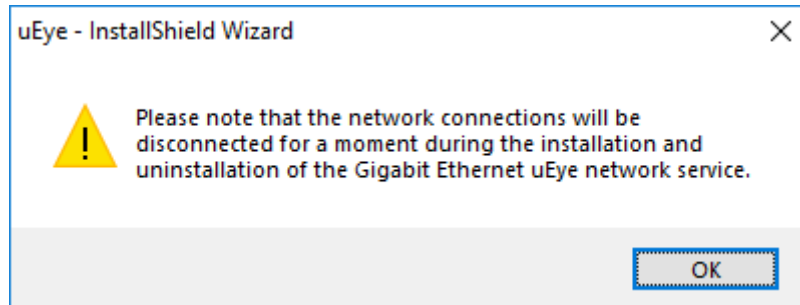 uEye - InstallShield Wizard
Please note that the network connections will be
disconnected for a moment during the installation and
uninstallation of the Gigabit Ethernet uEye network service.
OK